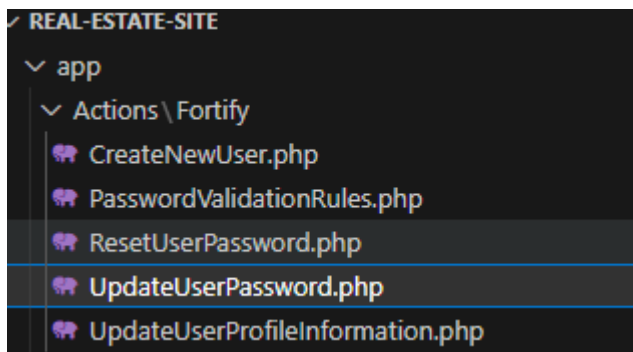 REAL-ESTATE-SITE
app
Actions\Fortify
CreateNewUser.php
PasswordValidationRules.php
ResetUserPassword.php
UpdateUserPassword.php
UpdateUserProfileInformation.php